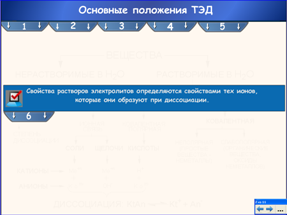 Основные положения ТЭД
1 2 3 4 5
Свойства растворов электролитов определяются свойствами тех ионов,
которые они образуют при диссоциации.
6